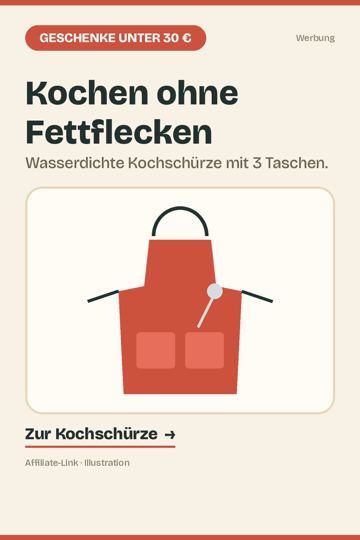 GESCHENKE UNTER 30 €
Werbung
Kochen ohne
Fettflecken
Wasserdichte Kochschürze mit 3 Taschen.
Zur Kochschürze →
Affiliate-Link · Illustration